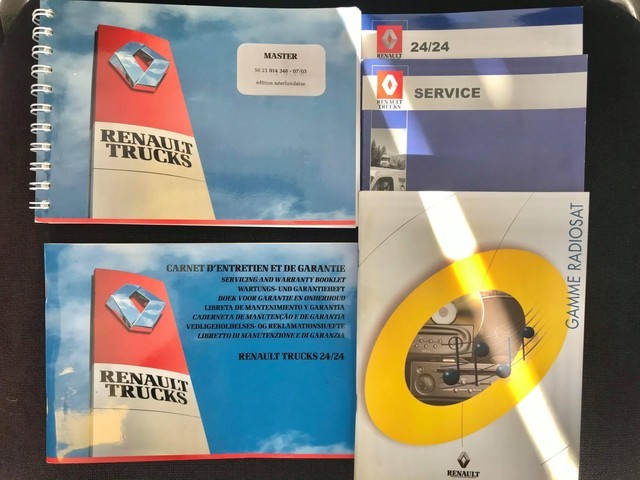 MASTER
50 21 014 348 - 07/03
édition néerlandaise
RENAULT
TRUCKS
24/24
RENAULT
SERVICE
RENAULT
TRUCKS
CARNET D'ENTRETIEN ET DE GARANTIE
SERVICING AND WARRANTY BOOKLET
WARTUNGS- UND GARANTIEHEFT
BOEK VOOR GARANTIE EN ONDERHOUD
LIBRETA DE MANTENIMIENTO Y GARANTIA
CADERNETA DE MANUTENÇÃO E DE GARANTIA
VEDLIGEHOLDELSES- OG REKLAMATIONSHÆFTE
LIBRETTO DI MANUTENZIONE E DI GARANZIA
RENAULT TRUCKS 24/24
RENAULT
TRUCKS
GAMME RADIOSAT
RENAULT